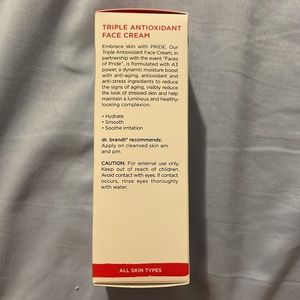 TRIPLE ANTIOXIDANT
FACE CREAM
Embrace skin with PRIDE. Our
Triple Antioxidant Face Cream, in
partnership with the event "Faces
of Pride", is formulated with A3
power, a dynamic moisture boost
with anti-aging, antioxidant and
anti-stress ingredients to reduce
the signs of aging, visibly reduce
the look of stressed skin and help
maintain a luminous and healthy-
looking complexion.
• Hydrate
• Smooth
• Soothe irritation
dr. brandt® recommends:
Apply on cleansed skin am
and pm.
CAUTION: For external use only.
Keep out of reach of children.
Avoid contact with eyes. If contact
occurs, rinse eyes thoroughly
with water.
ALL SKIN TYPES